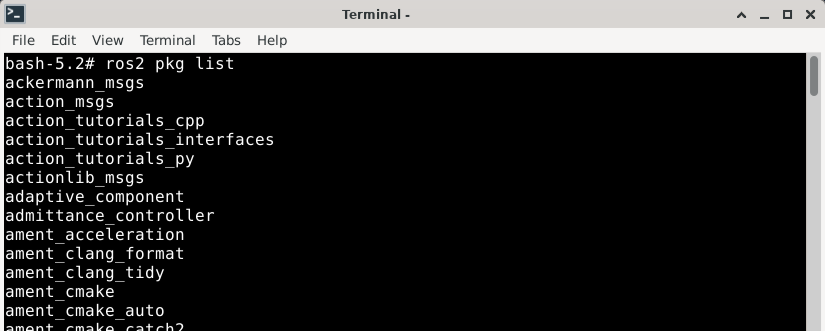 Terminal -
File Edit View Terminal Tabs Help
bash-5.2# ros2 pkg list
ackermann_msgs
action_msgs
action_tutorials_cpp
action_tutorials_interfaces
action_tutorials_py
actionlib_msgs
adaptive_component
admittance_controller
ament_acceleration
ament_clang_format
ament_clang_tidy
ament_cmake
ament_cmake_auto
ament_cmake_catch2